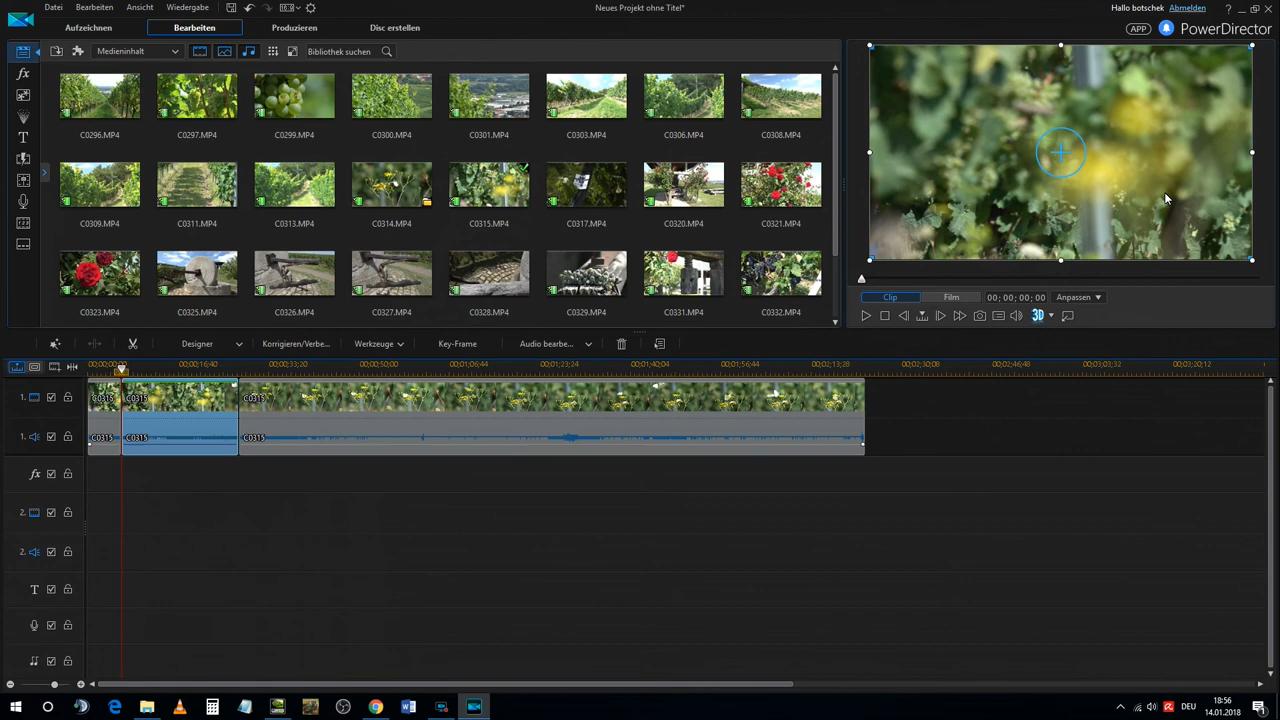 Datei Bearbeiten Ansicht Wiedergabe Neues Projekt ohne Titel* Hallo botschek Abmelden
Aufzeichnen Bearbeiten Produzieren Disc erstellen APP PowerDirector
Medieninhalt Bibliothek suchen
C0296.MP4 C0297.MP4 C0299.MP4 C0300.MP4 C0301.MP4 C0303.MP4 C0306.MP4 C0308.MP4
C0309.MP4 C0311.MP4 C0313.MP4 C0314.MP4 C0315.MP4 C0317.MP4 C0320.MP4 C0321.MP4
C0323.MP4 C0325.MP4 C0326.MP4 C0327.MP4 C0328.MP4 C0329.MP4 C0331.MP4 C0332.MP4
Clip Film 00;00;00;00 Anpassen
3D
Designer Korrigieren/Verbe... Werkzeuge Key-Frame Audio bearbe...
00;00;00;00 00;00;16;40 00;00;33;20 00;00;50;00 00;01;06;44 00;01;23;24 00;01;40;04 00;01;56;44 00;02;13;28 00;02;30;08 00;02;46;48 00;03;03;32 00;03;20;12
1. C0315 C0315 C0315
1. C0315 C0315 C0315
fx
2.
2.
T
DEU 18:56
14.01.2018